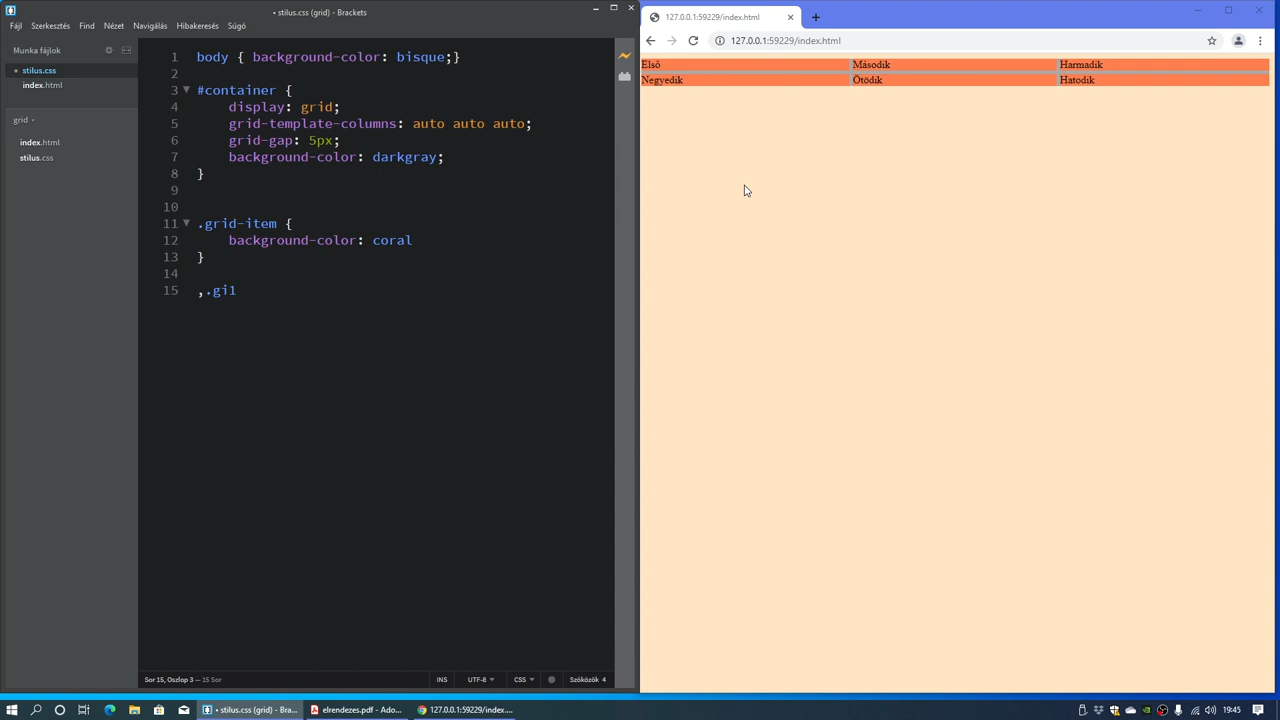 • stilus.css (grid) - Brackets
Fájl Szerkesztés Find Nézet Navigálás Hibakeresés Súgó
Munka fájlok
• stilus.css
index.html
grid
index.html
stilus.css
1 body { background-color: bisque;}
2
3 #container {
4 display: grid;
5 grid-template-columns: auto auto auto;
6 grid-gap: 5px;
7 background-color: darkgray;
8 }
9
10
11 .grid-item {
12 background-color: coral
13 }
14
15 ,.gi1
Sor 15, Oszlop 3 — 15 Sor
INS UTF-8 CSS Szóközök 4
127.0.0.1:59229/index.html
127.0.0.1:59229/index.html
Első Második Harmadik
Negyedik Ötödik Hatodik
• stilus.css (grid) - Bra... elrendezes.pdf - Ado... 127.0.0.1:59229/index.... 19:45